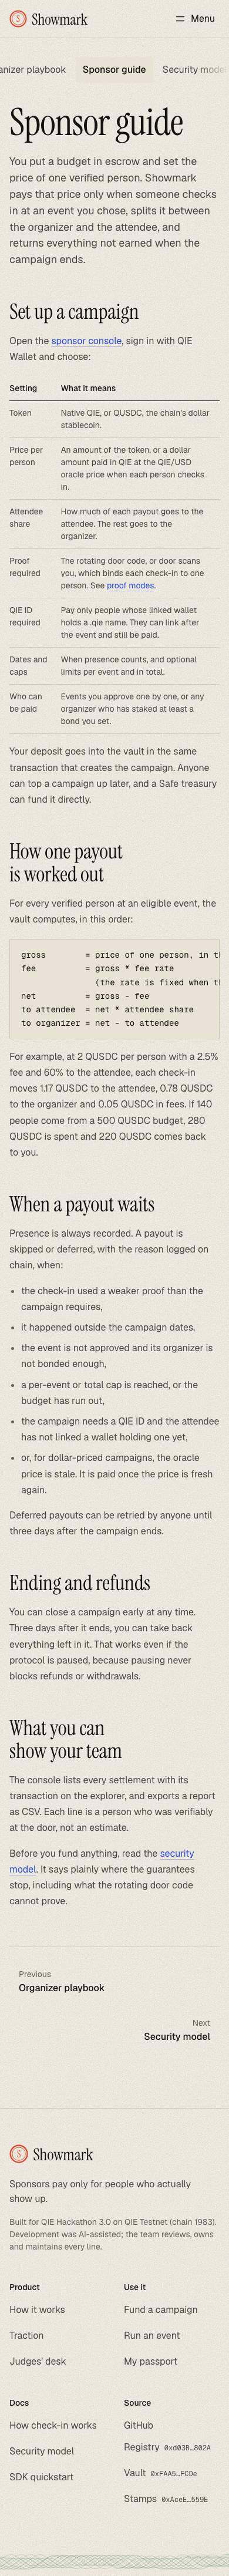 Showmark
Menu
anizer playbook
Sponsor guide
Security model
Sponsor guide
You put a budget in escrow and set the
price of one verified person. Showmark
pays that price only when someone checks
in at an event you chose, splits it between
the organizer and the attendee, and
returns everything not earned when the
campaign ends.
Set up a campaign
Open the sponsor console, sign in with QIE
Wallet and choose:
Setting What it means
Token Native QIE, or QUSDC, the chain's dollar
stablecoin.
Price per An amount of the token, or a dollar
person amount paid in QIE at the QIE/USD
oracle price when each person checks
in.
Attendee How much of each payout goes to the
share attendee. The rest goes to the
organizer.
Proof The rotating door code, or door scans
required you, which binds each check-in to one
person. See proof modes.
QIE ID Pay only people whose linked wallet
required holds a .qie name. They can link after
the event and still be paid.
Dates and When presence counts, and optional
caps limits per event and in total.
Who can Events you approve one by one, or any
be paid organizer who has staked at least a
bond you set.
Your deposit goes into the vault in the same
transaction that creates the campaign. Anyone
can top a campaign up later, and a Safe treasury
can fund it directly.
How one payout
is worked out
For every verified person at an eligible event, the
vault computes, in this order:
gross = price of one person, in th
fee = gross * fee rate
(the rate is fixed when th
net = gross - fee
to attendee = net * attendee share
to organizer = net - to attendee
For example, at 2 QUSDC per person with a 2.5%
fee and 60% to the attendee, each check-in
moves 1.17 QUSDC to the attendee, 0.78 QUSDC
to the organizer and 0.05 QUSDC in fees. If 140
people come from a 500 QUSDC budget, 280
QUSDC is spent and 220 QUSDC comes back
to you.
When a payout waits
Presence is always recorded. A payout is
skipped or deferred, with the reason logged on
chain, when:
• the check-in used a weaker proof than the
campaign requires,
• it happened outside the campaign dates,
• the event is not approved and its organizer is
not bonded enough,
• a per-event or total cap is reached, or the
budget has run out,
• the campaign needs a QIE ID and the attendee
has not linked a wallet holding one yet,
• or, for dollar-priced campaigns, the oracle
price is stale. It is paid once the price is fresh
again.
Deferred payouts can be retried by anyone until
three days after the campaign ends.
Ending and refunds
You can close a campaign early at any time.
Three days after it ends, you can take back
everything left in it. That works even if the
protocol is paused, because pausing never
blocks refunds or withdrawals.
What you can
show your team
The console lists every settlement with its
transaction on the explorer, and exports a report
as CSV. Each line is a person who was verifiably
at the door, not an estimate.
Before you fund anything, read the security
model. It says plainly where the guarantees
stop, including what the rotating door code
cannot prove.
Previous
Organizer playbook
Next
Security model
Showmark
Sponsors pay only for people who actually
show up.
Built for QIE Hackathon 3.0 on QIE Testnet (chain 1983).
Development was AI-assisted; the team reviews, owns
and maintains every line.
Product Use it
How it works Fund a campaign
Traction Run an event
Judges' desk My passport
Docs Source
How check-in works GitHub
Registry 0xd03B…802A
Security model
Vault 0xFAA5…FCDe
SDK quickstart
Stamps 0xAceE…559E